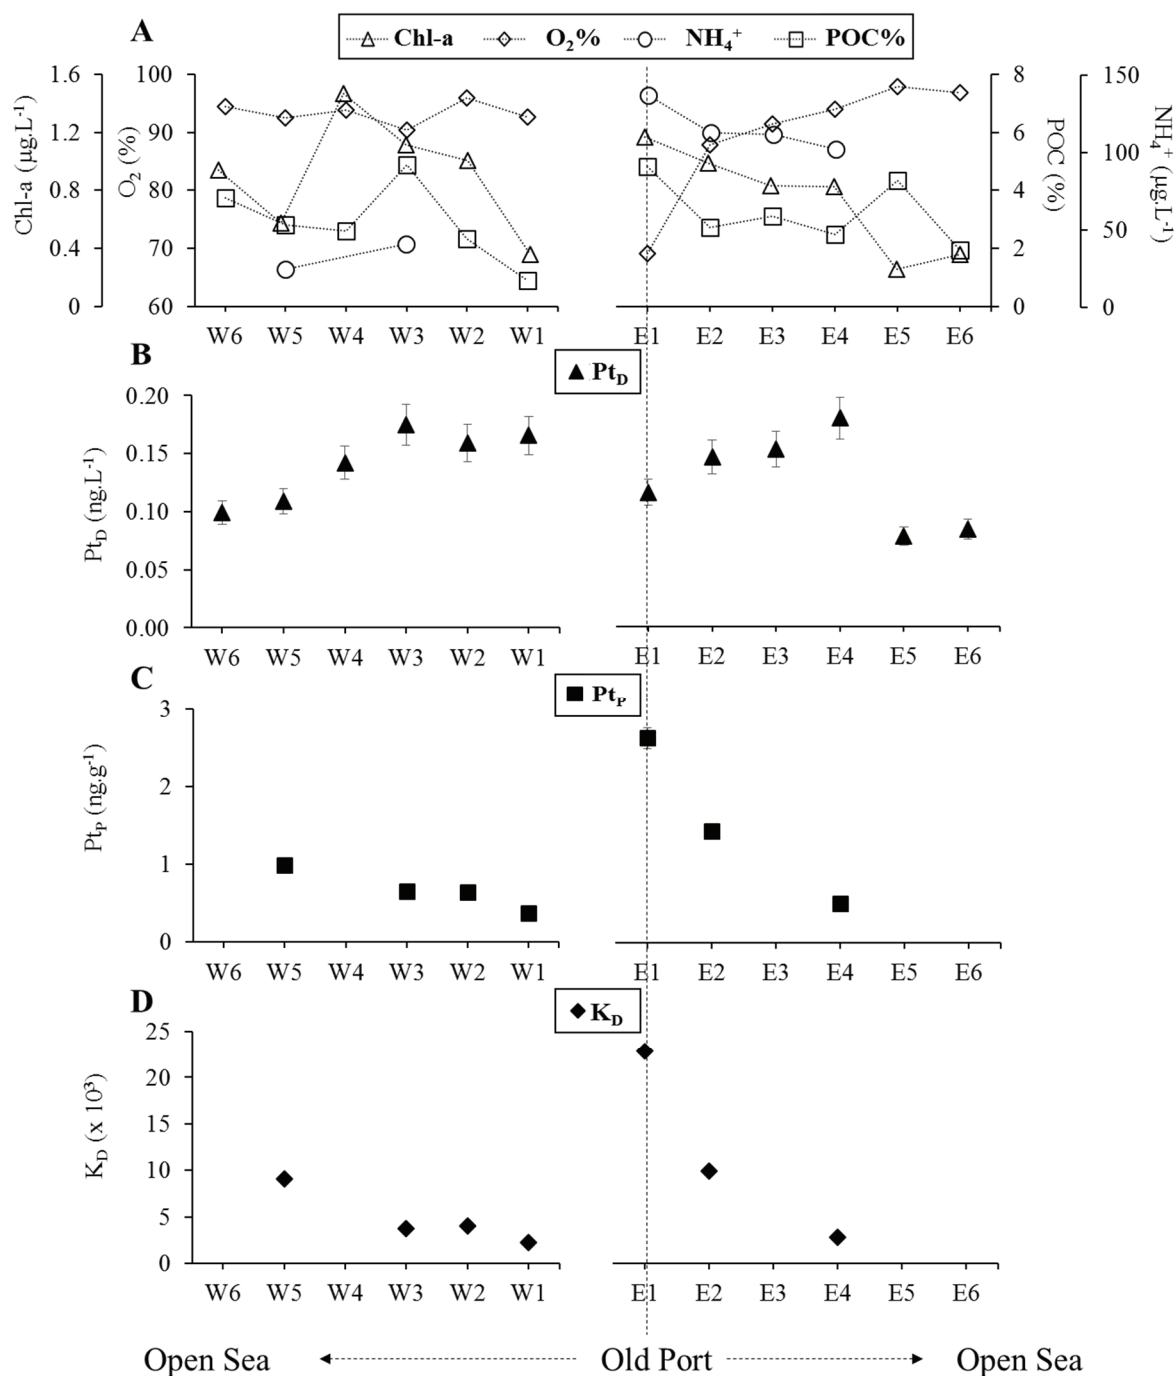 A
Chl-a O₂% NH₄⁺ POC%
Chl-a (µg.L⁻¹)
1.6
1.2
0.8
0.4
0
O₂ (%)
100
90
80
70
60
W6 W5 W4 W3 W2 W1
E1 E2 E3 E4 E5 E6
8
6
4
2
0
POC (%)
150
100
50
0
NH₄⁺ (µg.L⁻¹)
B
Pt_D
Pt_D (ng.L⁻¹)
0.20
0.15
0.10
0.05
0.00
W6 W5 W4 W3 W2 W1
E1 E2 E3 E4 E5 E6
C
Pt_P
Pt_P (ng.g⁻¹)
3
2
1
0
W6 W5 W4 W3 W2 W1
E1 E2 E3 E4 E5 E6
D
K_D
K_D (x 10³)
25
20
15
10
5
0
W6 W5 W4 W3 W2 W1
E1 E2 E3 E4 E5 E6
Open Sea Old Port Open Sea